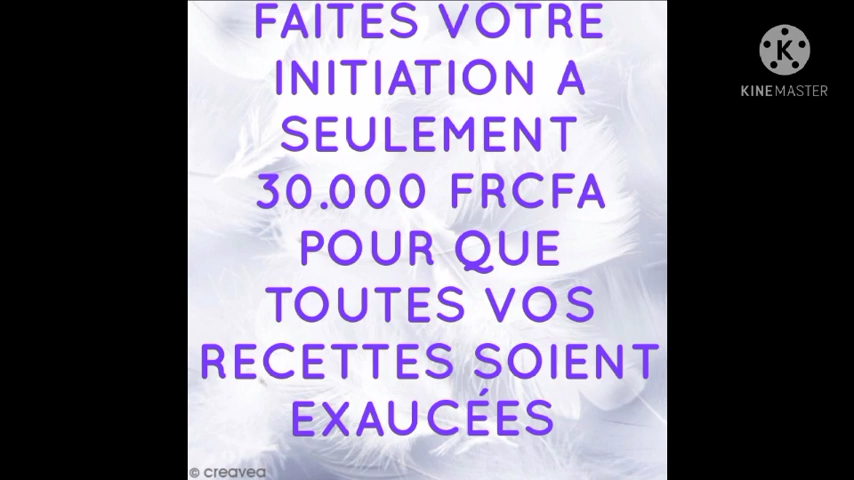 FAITES VOTRE
INITIATION A
SEULEMENT
30.000 FRCFA
POUR QUE
TOUTES VOS
RECETTES SOIENT
EXAUCÉES
K
KINEMASTER
© creavea